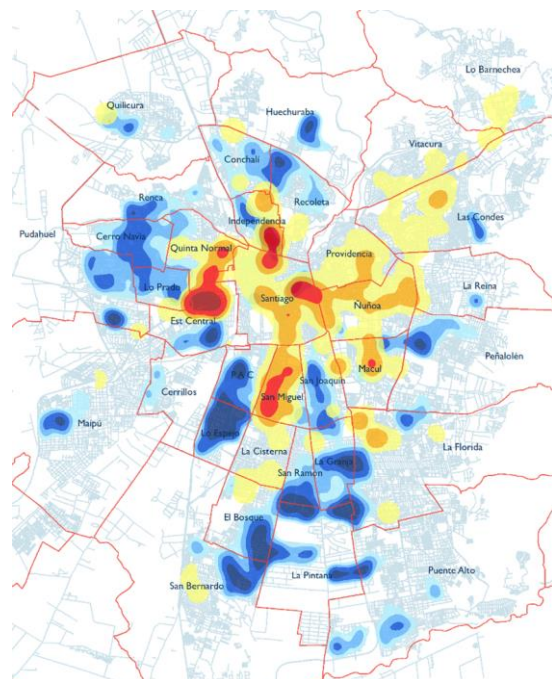 Lo Barnechea
Quilicura
Huechuraba
Vitacura
Conchalí
Renca
Recoleta
Independencia
Las Condes
Pudahuel
Cerro Navia
Quinta Normal
Providencia
Lo Prado
La Reina
Santiago
Ñuñoa
Est Central
Peñalolén
P. A. C
San Joaquín
Macul
Cerrillos
San Miguel
Maipú
Lo Espejo
La Cisterna
La Florida
La Granja
San Ramón
El Bosque
La Pintana
Puente Alto
San Bernardo